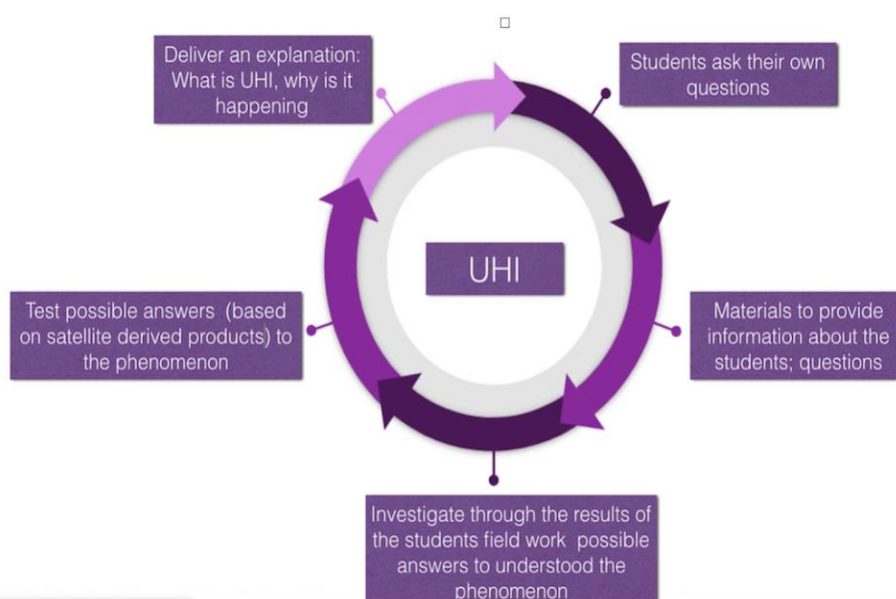 Deliver an explanation:
What is UHI, why is it
happening
Students ask their own
questions
UHI
Test possible answers (based
on satellite derived products) to
the phenomenon
Materials to provide
information about the
students; questions
Investigate through the results of
the students field work possible
answers to understood the
phenomenon